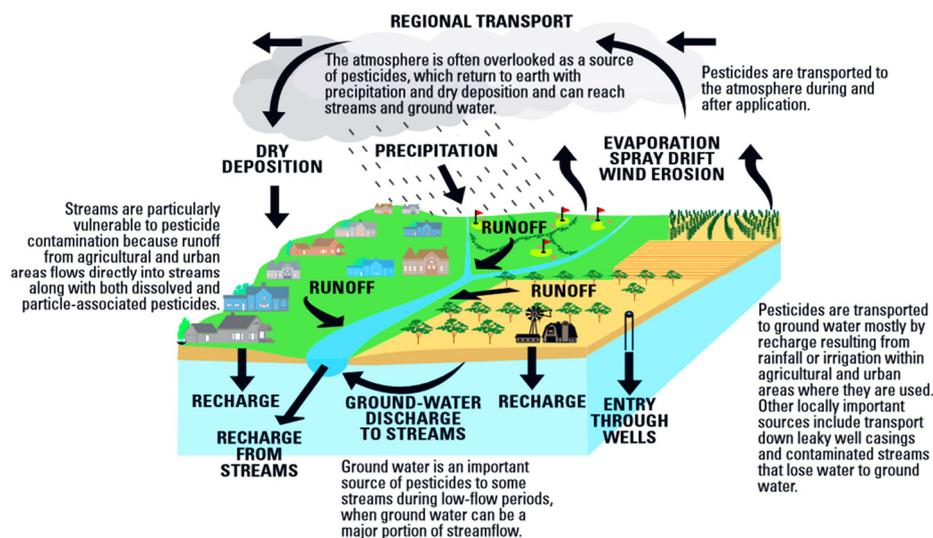 REGIONAL TRANSPORT
The atmosphere is often overlooked as a source
of pesticides, which return to earth with
precipitation and dry deposition and can reach
streams and ground water.
Pesticides are transported to
the atmosphere during and
after application.
DRY
DEPOSITION
PRECIPITATION
EVAPORATION
SPRAY DRIFT
WIND EROSION
Streams are particularly
vulnerable to pesticide
contamination because runoff
from agricultural and urban
areas flows directly into streams
along with both dissolved and
particle-associated pesticides.
RUNOFF
RUNOFF
RUNOFF
Pesticides are transported
to ground water mostly by
recharge resulting from
rainfall or irrigation within
agricultural and urban
areas where they are used.
Other locally important
sources include transport
down leaky well casings
and contaminated streams
that lose water to ground
water.
RECHARGE
RECHARGE
FROM
STREAMS
GROUND-WATER
DISCHARGE
TO STREAMS
RECHARGE
ENTRY
THROUGH
WELLS
Ground water is an important
source of pesticides to some
streams during low-flow periods,
when ground water can be a
major portion of streamflow.